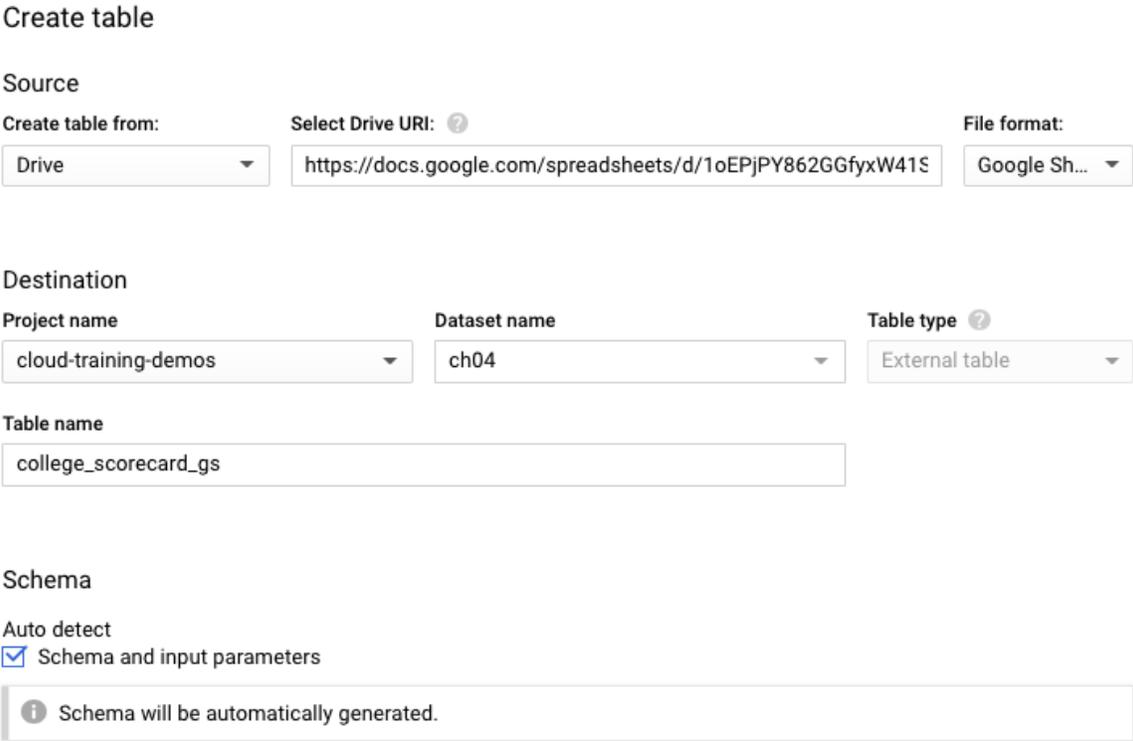 Create table
Source
Create table from: Select Drive URI: ?
File format:
Drive https://docs.google.com/spreadsheets/d/1oEPjPY862GGfyxW41S Google Sh...
Destination
Project name Dataset name Table type ?
cloud-training-demos ch04 External table
Table name
college_scorecard_gs
Schema
Auto detect
Schema and input parameters
Schema will be automatically generated.